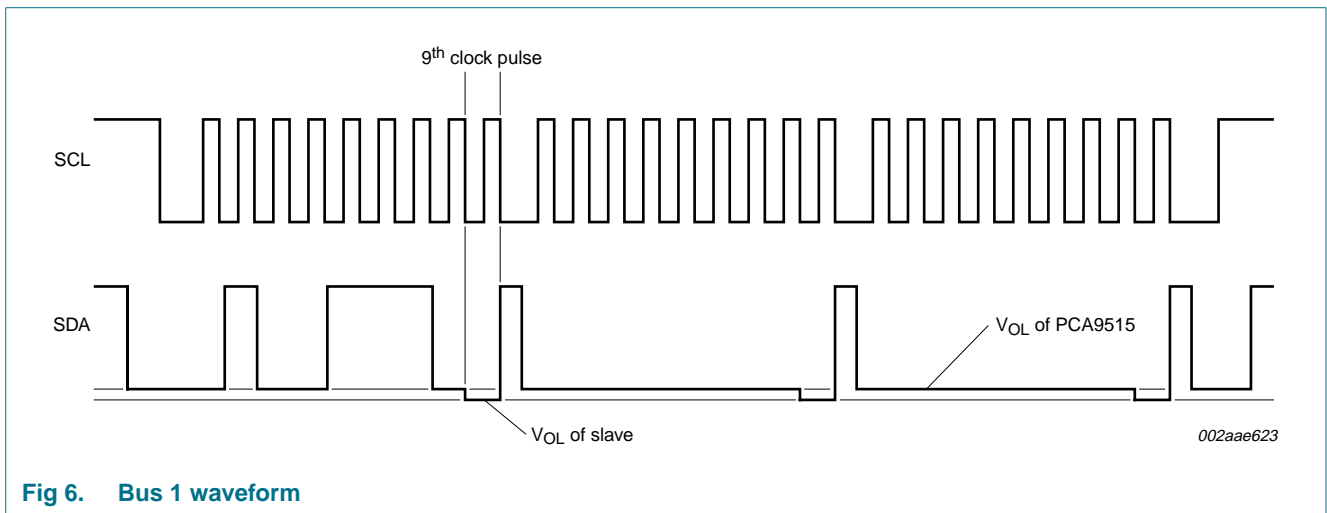 9th clock pulse
SCL
SDA
VOL of PCA9515
VOL of slave
002aae623
Fig 6. Bus 1 waveform